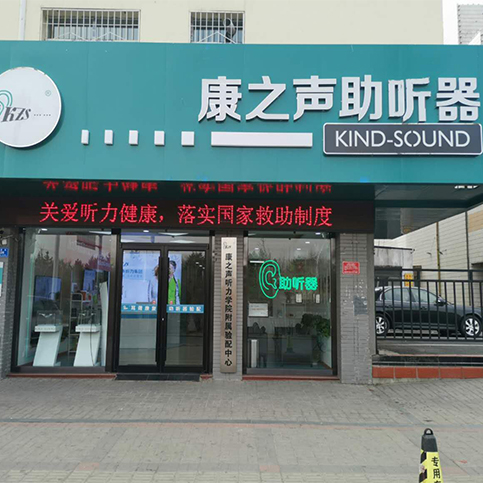 KZS
康之声助听器
KIND-SOUND
关爱听力健康，落实国家救助制度
康之声听力学院附属验配中心
助听器
专用